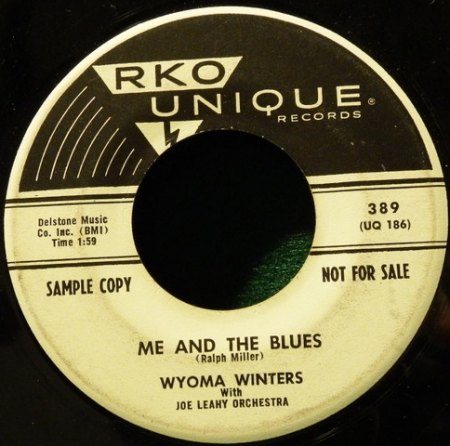 RKO
UNIQUE®
RECORDS
Delstone Music
Co. Inc. (BMI)
Time 1:59
389
(UQ 186)
SAMPLE COPY
NOT FOR SALE
ME AND THE BLUES
(Ralph Miller)
WYOMA WINTERS
With
JOE LEAHY ORCHESTRA